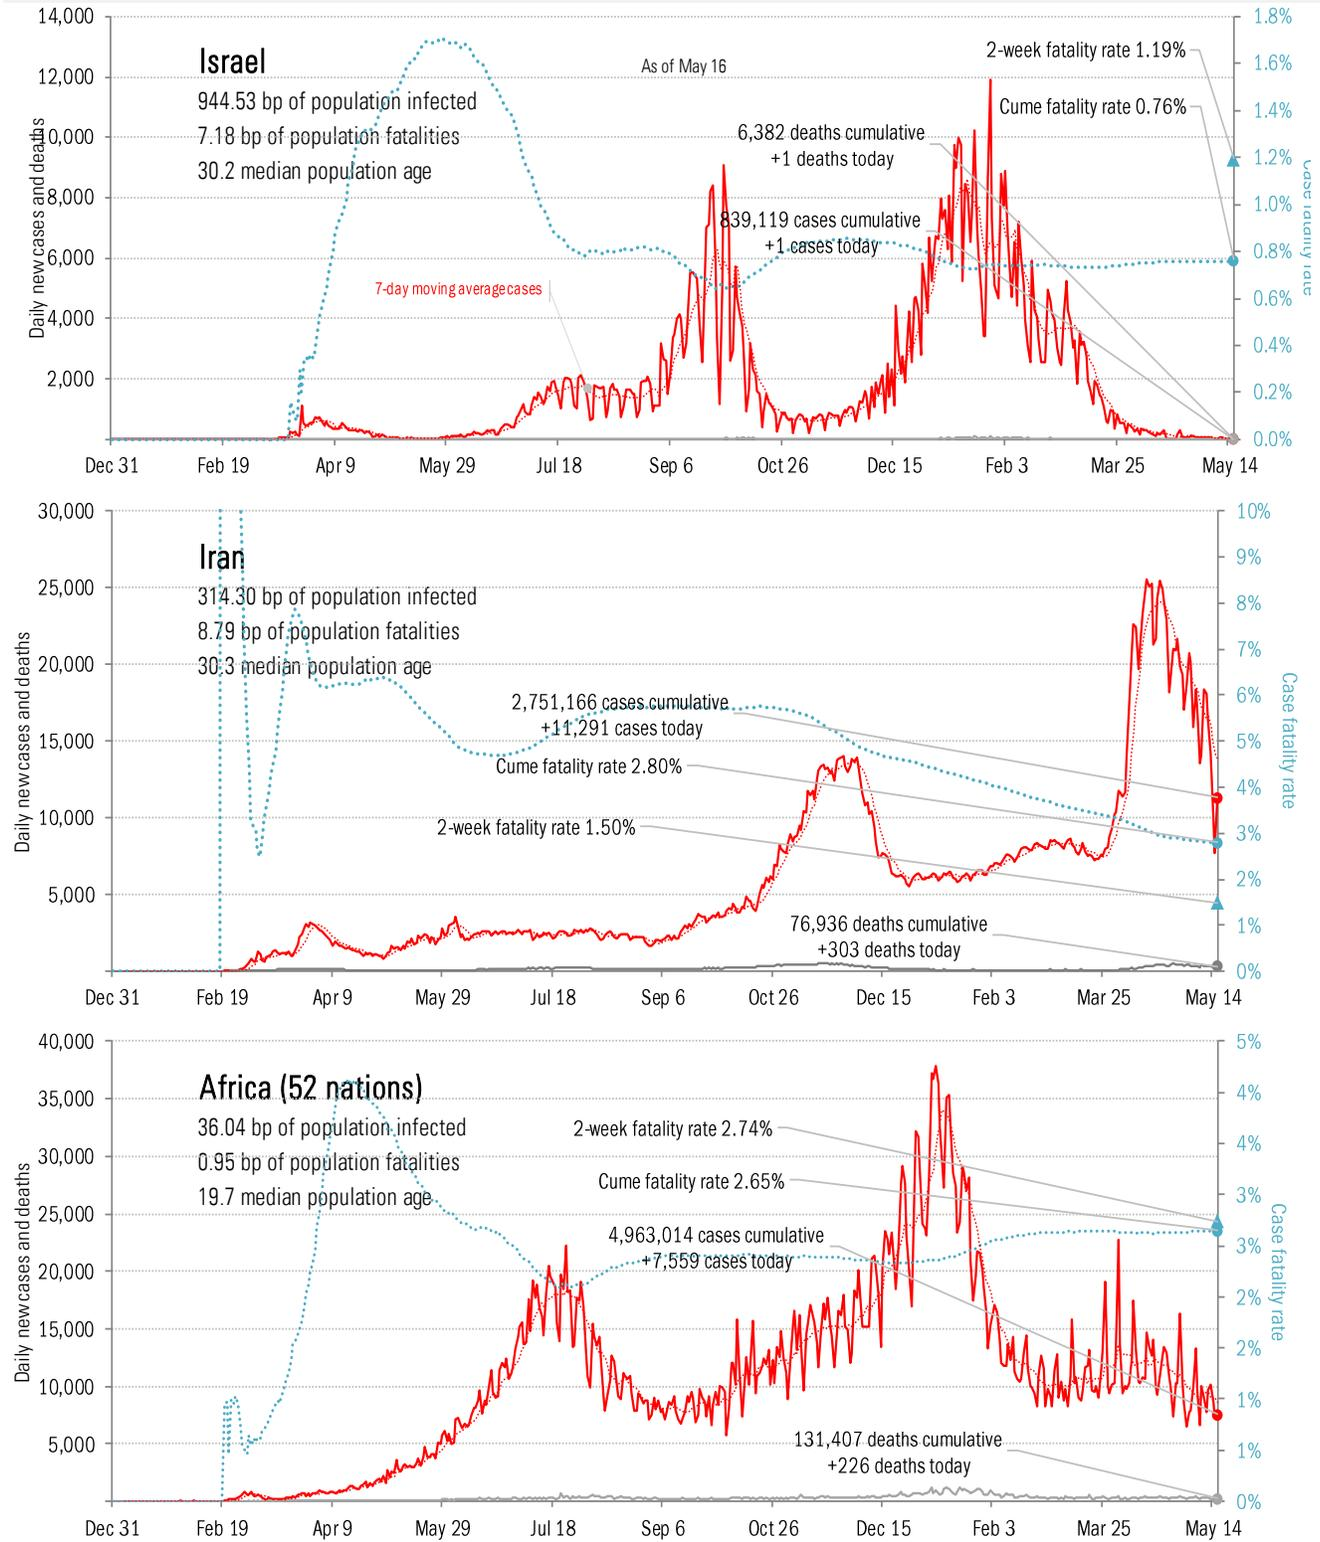 Israel
944.53 bp of population infected
7.18 bp of population fatalities
30.2 median population age
As of May 16
2-week fatality rate 1.19%
Cume fatality rate 0.76%
6,382 deaths cumulative
+1 deaths today
839,119 cases cumulative
+1 cases today
7-day moving average cases
Daily new cases and deaths
14,000
12,000
10,000
8,000
6,000
4,000
2,000
1.8%
1.6%
1.4%
1.2%
1.0%
0.8%
0.6%
0.4%
0.2%
0.0%
Case fatality rate
Dec 31 Feb 19 Apr 9 May 29 Jul 18 Sep 6 Oct 26 Dec 15 Feb 3 Mar 25 May 14
Iran
314.30 bp of population infected
8.79 bp of population fatalities
30.3 median population age
2,751,166 cases cumulative
+11,291 cases today
Cume fatality rate 2.80%
2-week fatality rate 1.50%
76,936 deaths cumulative
+303 deaths today
Daily new cases and deaths
30,000
25,000
20,000
15,000
10,000
5,000
10%
9%
8%
7%
6%
5%
4%
3%
2%
1%
0%
Case fatality rate
Dec 31 Feb 19 Apr 9 May 29 Jul 18 Sep 6 Oct 26 Dec 15 Feb 3 Mar 25 May 14
Africa (52 nations)
36.04 bp of population infected
0.95 bp of population fatalities
19.7 median population age
2-week fatality rate 2.74%
Cume fatality rate 2.65%
4,963,014 cases cumulative
+7,559 cases today
131,407 deaths cumulative
+226 deaths today
Daily new cases and deaths
40,000
35,000
30,000
25,000
20,000
15,000
10,000
5,000
5%
4%
4%
3%
3%
2%
2%
1%
1%
0%
Case fatality rate
Dec 31 Feb 19 Apr 9 May 29 Jul 18 Sep 6 Oct 26 Dec 15 Feb 3 Mar 25 May 14